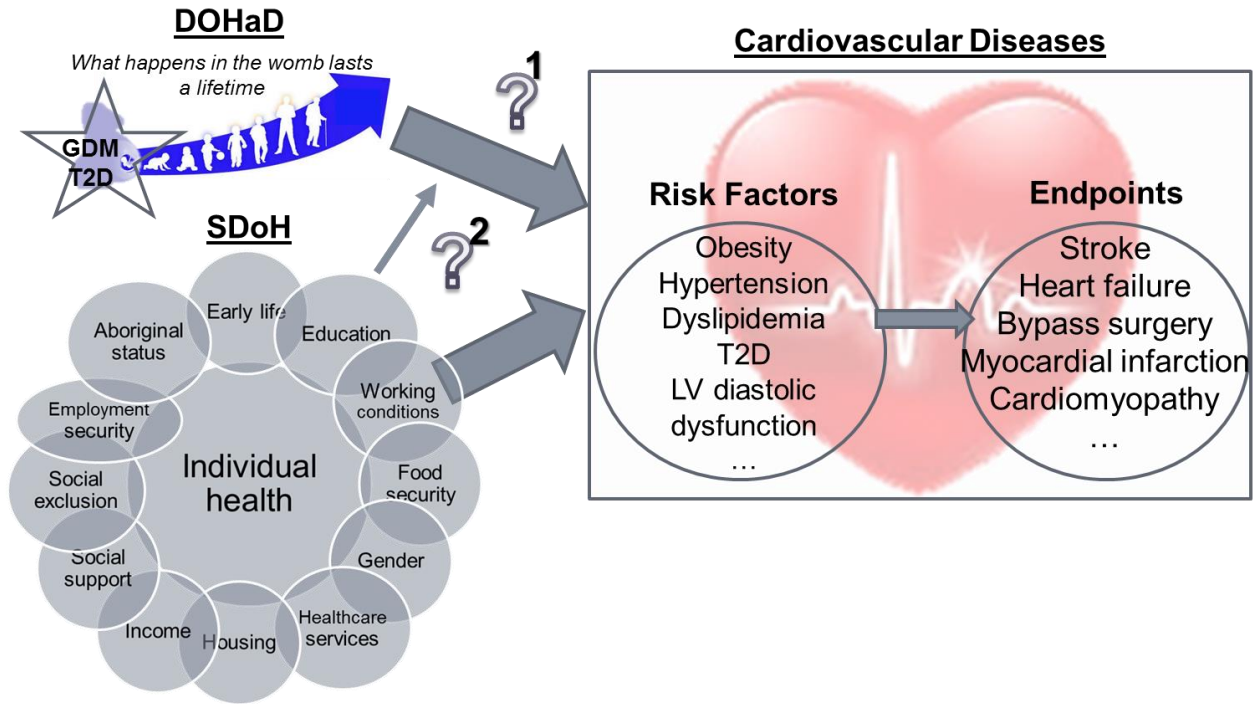 DOHaD
What happens in the womb lasts
a lifetime
GDM
T2D
?1
SDoH
?2
Early life
Education
Working
conditions
Food
security
Gender
Healthcare
services
Housing
Income
Social
support
Social
exclusion
Employment
security
Aboriginal
status
Individual
health
Cardiovascular Diseases
Risk Factors
Obesity
Hypertension
Dyslipidemia
T2D
LV diastolic
dysfunction
...
Endpoints
Stroke
Heart failure
Bypass surgery
Myocardial infarction
Cardiomyopathy
...